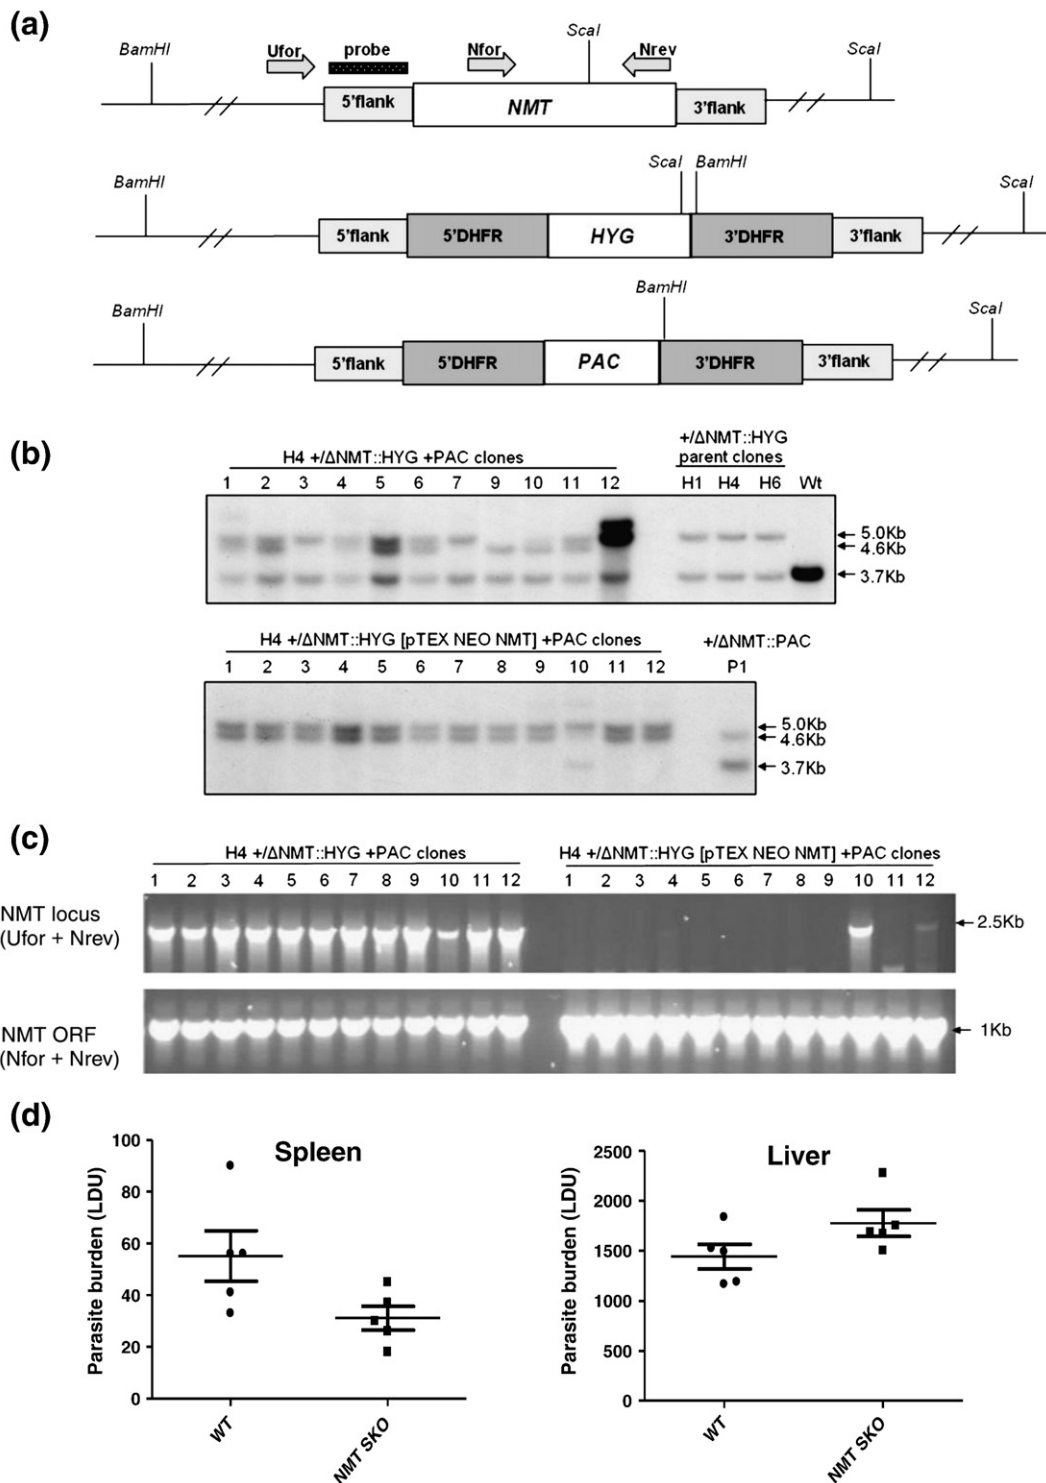 (a)
BamHI Ufor probe Nfor ScaI Nrev ScaI
5'flank NMT 3'flank
BamHI ScaI BamHI ScaI
5'flank 5'DHFR HYG 3'DHFR 3'flank
BamHI BamHI ScaI
5'flank 5'DHFR PAC 3'DHFR 3'flank
(b)
H4 +/ΔNMT::HYG +PAC clones
+/ΔNMT::HYG
parent clones
1 2 3 4 5 6 7 9 10 11 12 H1 H4 H6 Wt
5.0Kb
4.6Kb
3.7Kb
H4 +/ΔNMT::HYG [pTEX NEO NMT] +PAC clones
+/ΔNMT::PAC
1 2 3 4 5 6 7 8 9 10 11 12 P1
5.0Kb
4.6Kb
3.7Kb
(c)
H4 +/ΔNMT::HYG +PAC clones
H4 +/ΔNMT::HYG [pTEX NEO NMT] +PAC clones
1 2 3 4 5 6 7 8 9 10 11 12 1 2 3 4 5 6 7 8 9 10 11 12
NMT locus
(Ufor + Nrev)
2.5Kb
NMT ORF
(Nfor + Nrev)
1Kb
(d)
Spleen
Parasite burden (LDU)
100
80
60
40
20
0
WT
NMT SKO
Liver
Parasite burden (LDU)
2500
2000
1500
1000
500
0
WT
NMT SKO